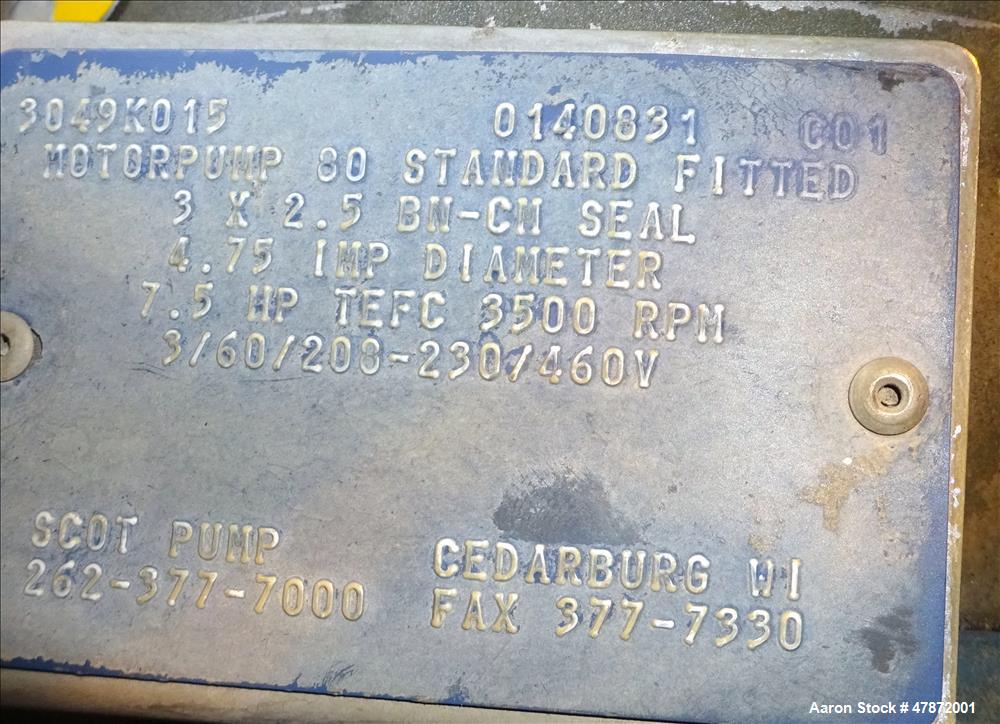 3049K015 0140831 C01
MOTORPUMP 80 STANDARD FITTED
3 X 2.5 BN-CM SEAL
4.75 IMP DIAMETER
7.5 HP TEFC 3500 RPM
3/60/208-230/460V
SCOT PUMP CEDARBURG WI
262-377-7000 FAX 377-7330
Aaron Stock # 47872001